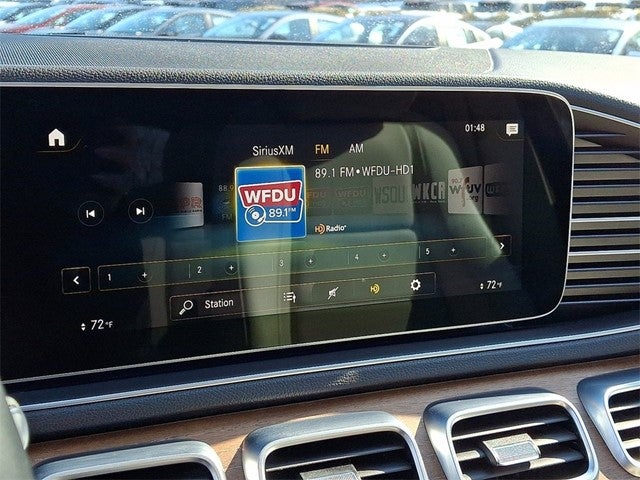 01:48
SiriusXM FM AM
89.1 FM•WFDU-HD1
WFDU
89.1 FM
WSOU
WKCR
HD Radio
1 + 2 + 3 + 4 + 5 +
Station
72°F
72°F